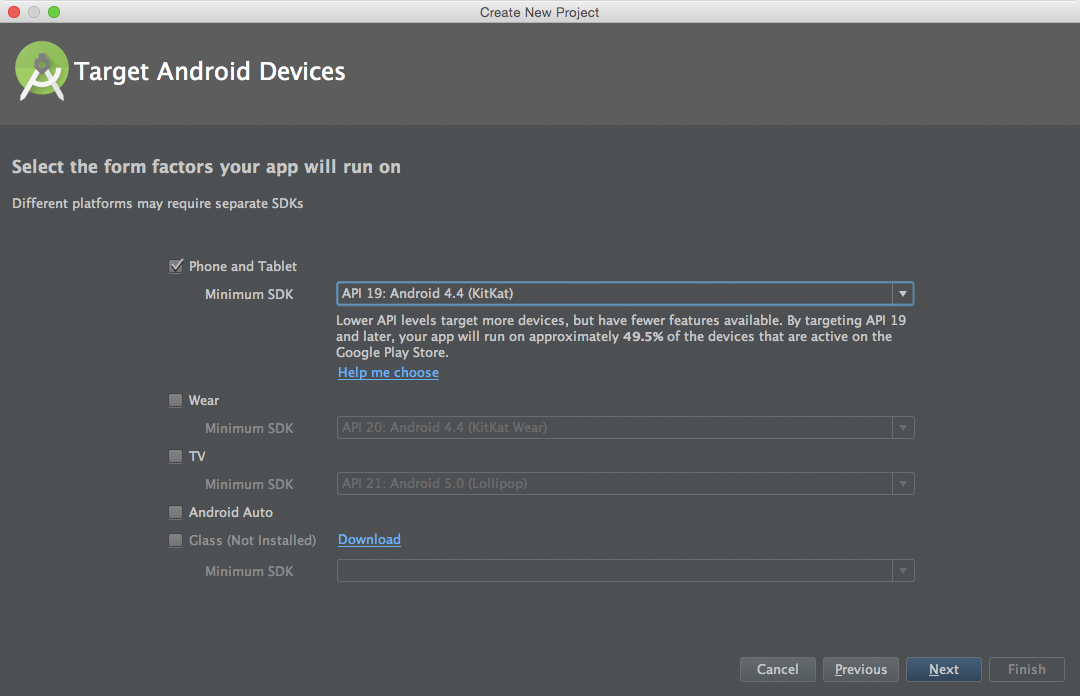 Create New Project
Target Android Devices
Select the form factors your app will run on
Different platforms may require separate SDKs
Phone and Tablet
Minimum SDK API 19: Android 4.4 (KitKat)
Lower API levels target more devices, but have fewer features available. By targeting API 19
and later, your app will run on approximately 49.5% of the devices that are active on the
Google Play Store.
Help me choose
Wear
Minimum SDK API 20: Android 4.4 (KitKat Wear)
TV
Minimum SDK API 21: Android 5.0 (Lollipop)
Android Auto
Glass (Not Installed) Download
Minimum SDK
Cancel Previous Next Finish